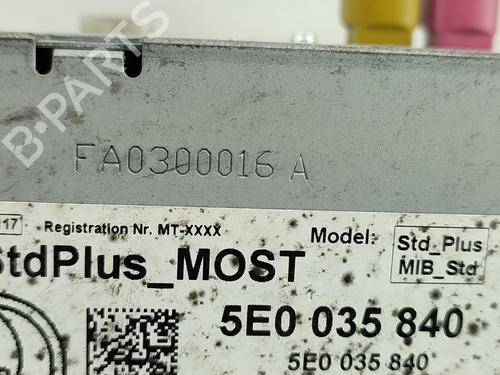 B-PARTS
FA0300016 A
17 Registration Nr. MT-XXXX
Model: Std_Plus
MIB_Std
StdPlus_MOST
5E0 035 840
5E0 035 840